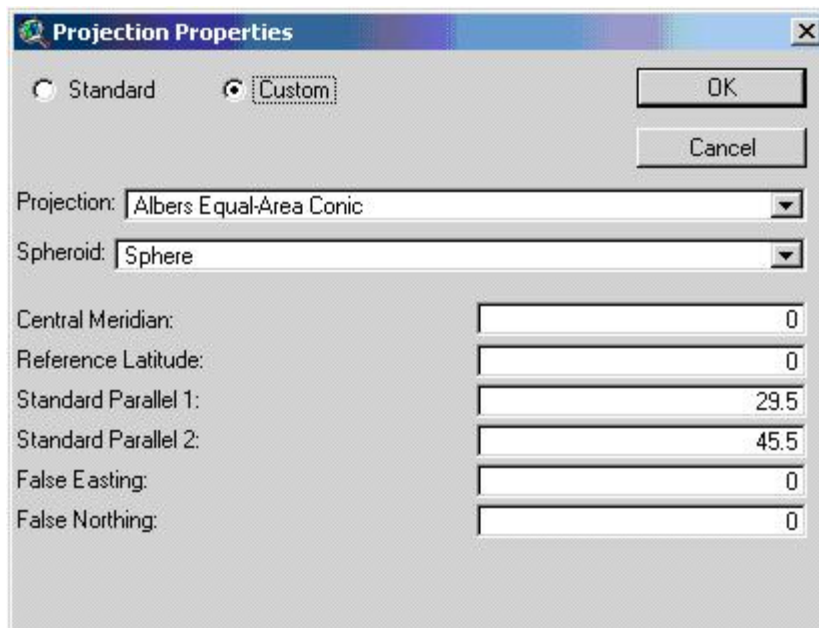 Projection Properties
Standard
Custom
OK
Cancel
Projection: Albers Equal-Area Conic
Spheroid: Sphere
Central Meridian: 0
Reference Latitude: 0
Standard Parallel 1: 29.5
Standard Parallel 2: 45.5
False Easting: 0
False Northing: 0